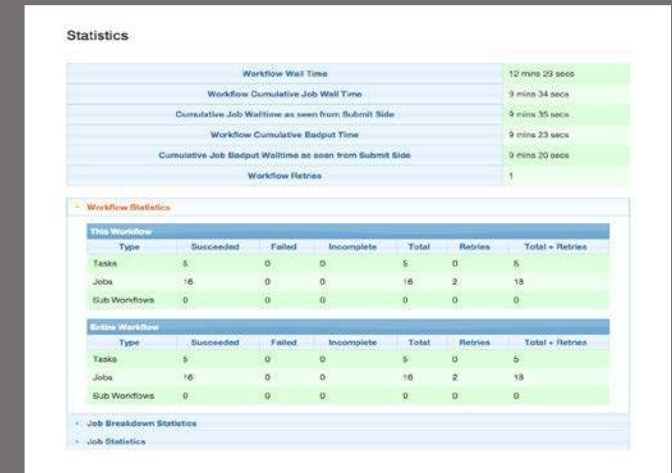 Statistics
Workflow Wall Time 12 mins 23 secs
Workflow Cumulative Job Wall Time 9 mins 34 secs
Cumulative Job Walltime as seen from Submit Side 9 mins 35 secs
Workflow Cumulative Badput Time 9 mins 23 secs
Cumulative Job Badput Walltime as seen from Submit Side 9 mins 20 secs
Workflow Retries 1
Workflow Statistics
This Workflow
Type Succeeded Failed Incomplete Total Retries Total + Retries
Tasks 5 0 0 5 0 5
Jobs 16 0 0 16 2 18
Sub Workflows 0 0 0 0 0 0
Entire Workflow
Type Succeeded Failed Incomplete Total Retries Total + Retries
Tasks 5 0 0 5 0 5
Jobs 16 0 0 16 2 18
Sub Workflows 0 0 0 0 0 0
Job Breakdown Statistics
Job Statistics